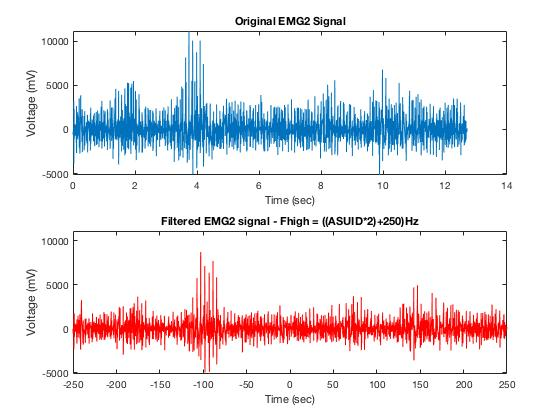 Original EMG2 Signal
10000
5000
0
-5000
Voltage (mV)
0 2 4 6 8 10 12 14
Time (sec)
Filtered EMG2 signal - Fhigh = ((ASUID*2)+250)Hz
10000
5000
0
-5000
Voltage (mV)
-250 -200 -150 -100 -50 0 50 100 150 200 250
Time (sec)